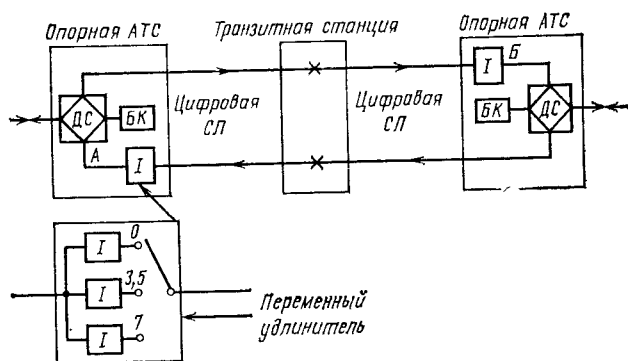 Опорная АТС
Транзитная станция
Опорная АТС
I
Б
ДС
БК
Цифровая
СЛ
Цифровая
СЛ
БК
ДС
А
I
I
0
I
3,5
I
7
Переменный
удлинитель